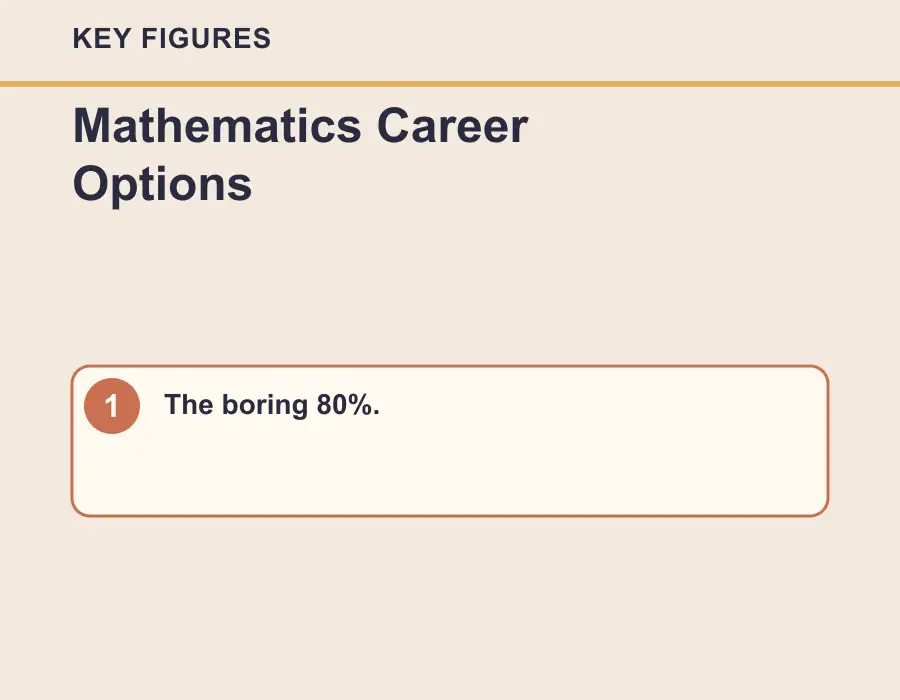 KEY FIGURES
Mathematics Career
Options
1
The boring 80%.